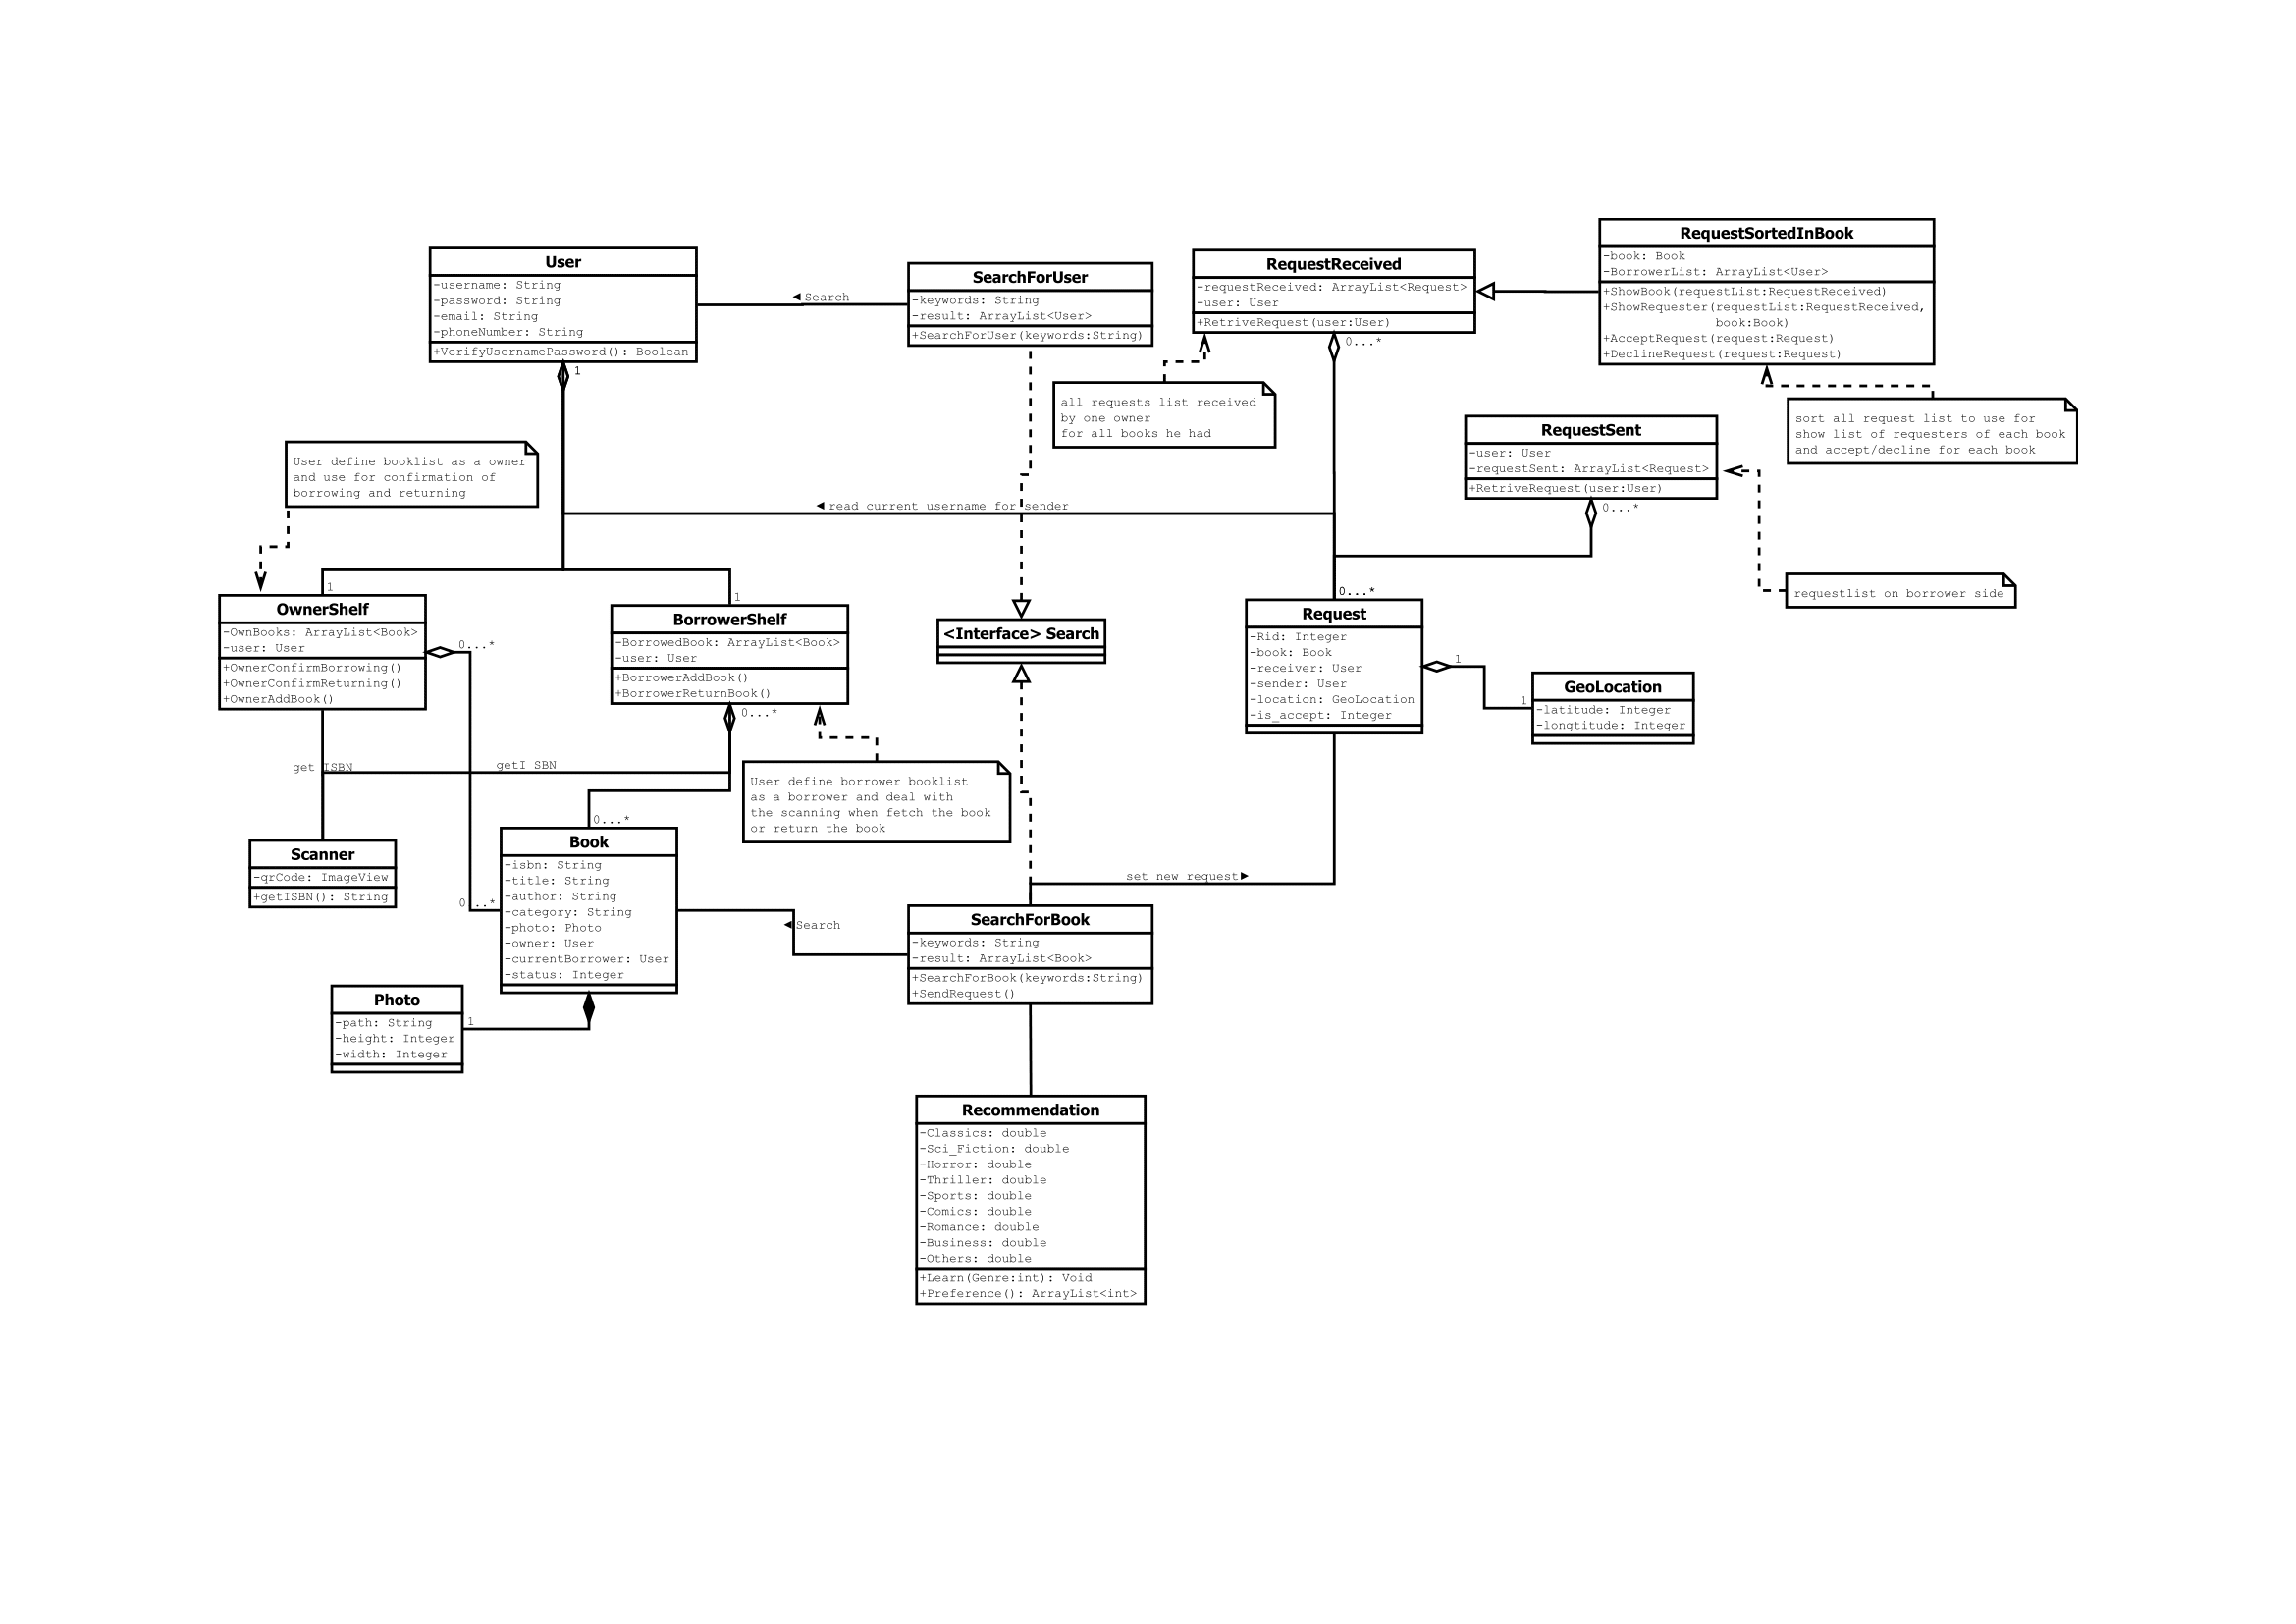 User
-username: String
-password: String
-email: String
-phoneNumber: String
+VerifyUsernamePassword(): Boolean
1
◄ Search
SearchForUser
-keywords: String
-result: ArrayList<User>
+SearchForUser(keywords:String)
RequestReceived
-requestReceived: ArrayList<Request>
-user: User
+RetriveRequest(user:User)
0...*
RequestSortedInBook
-book: Book
-BorrowerList: ArrayList<User>
+ShowBook(requestList:RequestReceived)
+ShowRequester(requestList:RequestReceived,
book:Book)
+AcceptRequest(request:Request)
+DeclineRequest(request:Request)
all requests list received
by one owner
for all books he had
sort all request list to use for
show list of requesters of each book
and accept/decline for each book
RequestSent
-user: User
-requestSent: ArrayList<Request>
+RetriveRequest(user:User)
0...*
User define booklist as a owner
and use for confirmation of
borrowing and returning
◄ read current username for sender
requestlist on borrower side
1
OwnerShelf
-OwnBooks: ArrayList<Book>
-user: User
+OwnerConfirmBorrowing()
+OwnerConfirmReturning()
+OwnerAddBook()
0...*
1
BorrowerShelf
-BorrowedBook: ArrayList<Book>
-user: User
+BorrowerAddBook()
+BorrowerReturnBook()
0...*
<Interface> Search
0...*
Request
-Rid: Integer
-book: Book
-receiver: User
-sender: User
-location: GeoLocation
-is_accept: Integer
1
1
GeoLocation
-latitude: Integer
-longtitude: Integer
get ISBN
getI SBN
User define borrower booklist
as a borrower and deal with
the scanning when fetch the book
or return the book
Scanner
-qrCode: ImageView
+getISBN(): String
0...*
0...*
Book
-isbn: String
-title: String
-author: String
-category: String
-photo: Photo
-owner: User
-currentBorrower: User
-status: Integer
set new request►
◄Search
SearchForBook
-keywords: String
-result: ArrayList<Book>
+SearchForBook(keywords:String)
+SendRequest()
Photo
-path: String
-height: Integer
-width: Integer
1
Recommendation
-Classics: double
-Sci_Fiction: double
-Horror: double
-Thriller: double
-Sports: double
-Comics: double
-Romance: double
-Business: double
-Others: double
+Learn(Genre:int): Void
+Preference(): ArrayList<int>